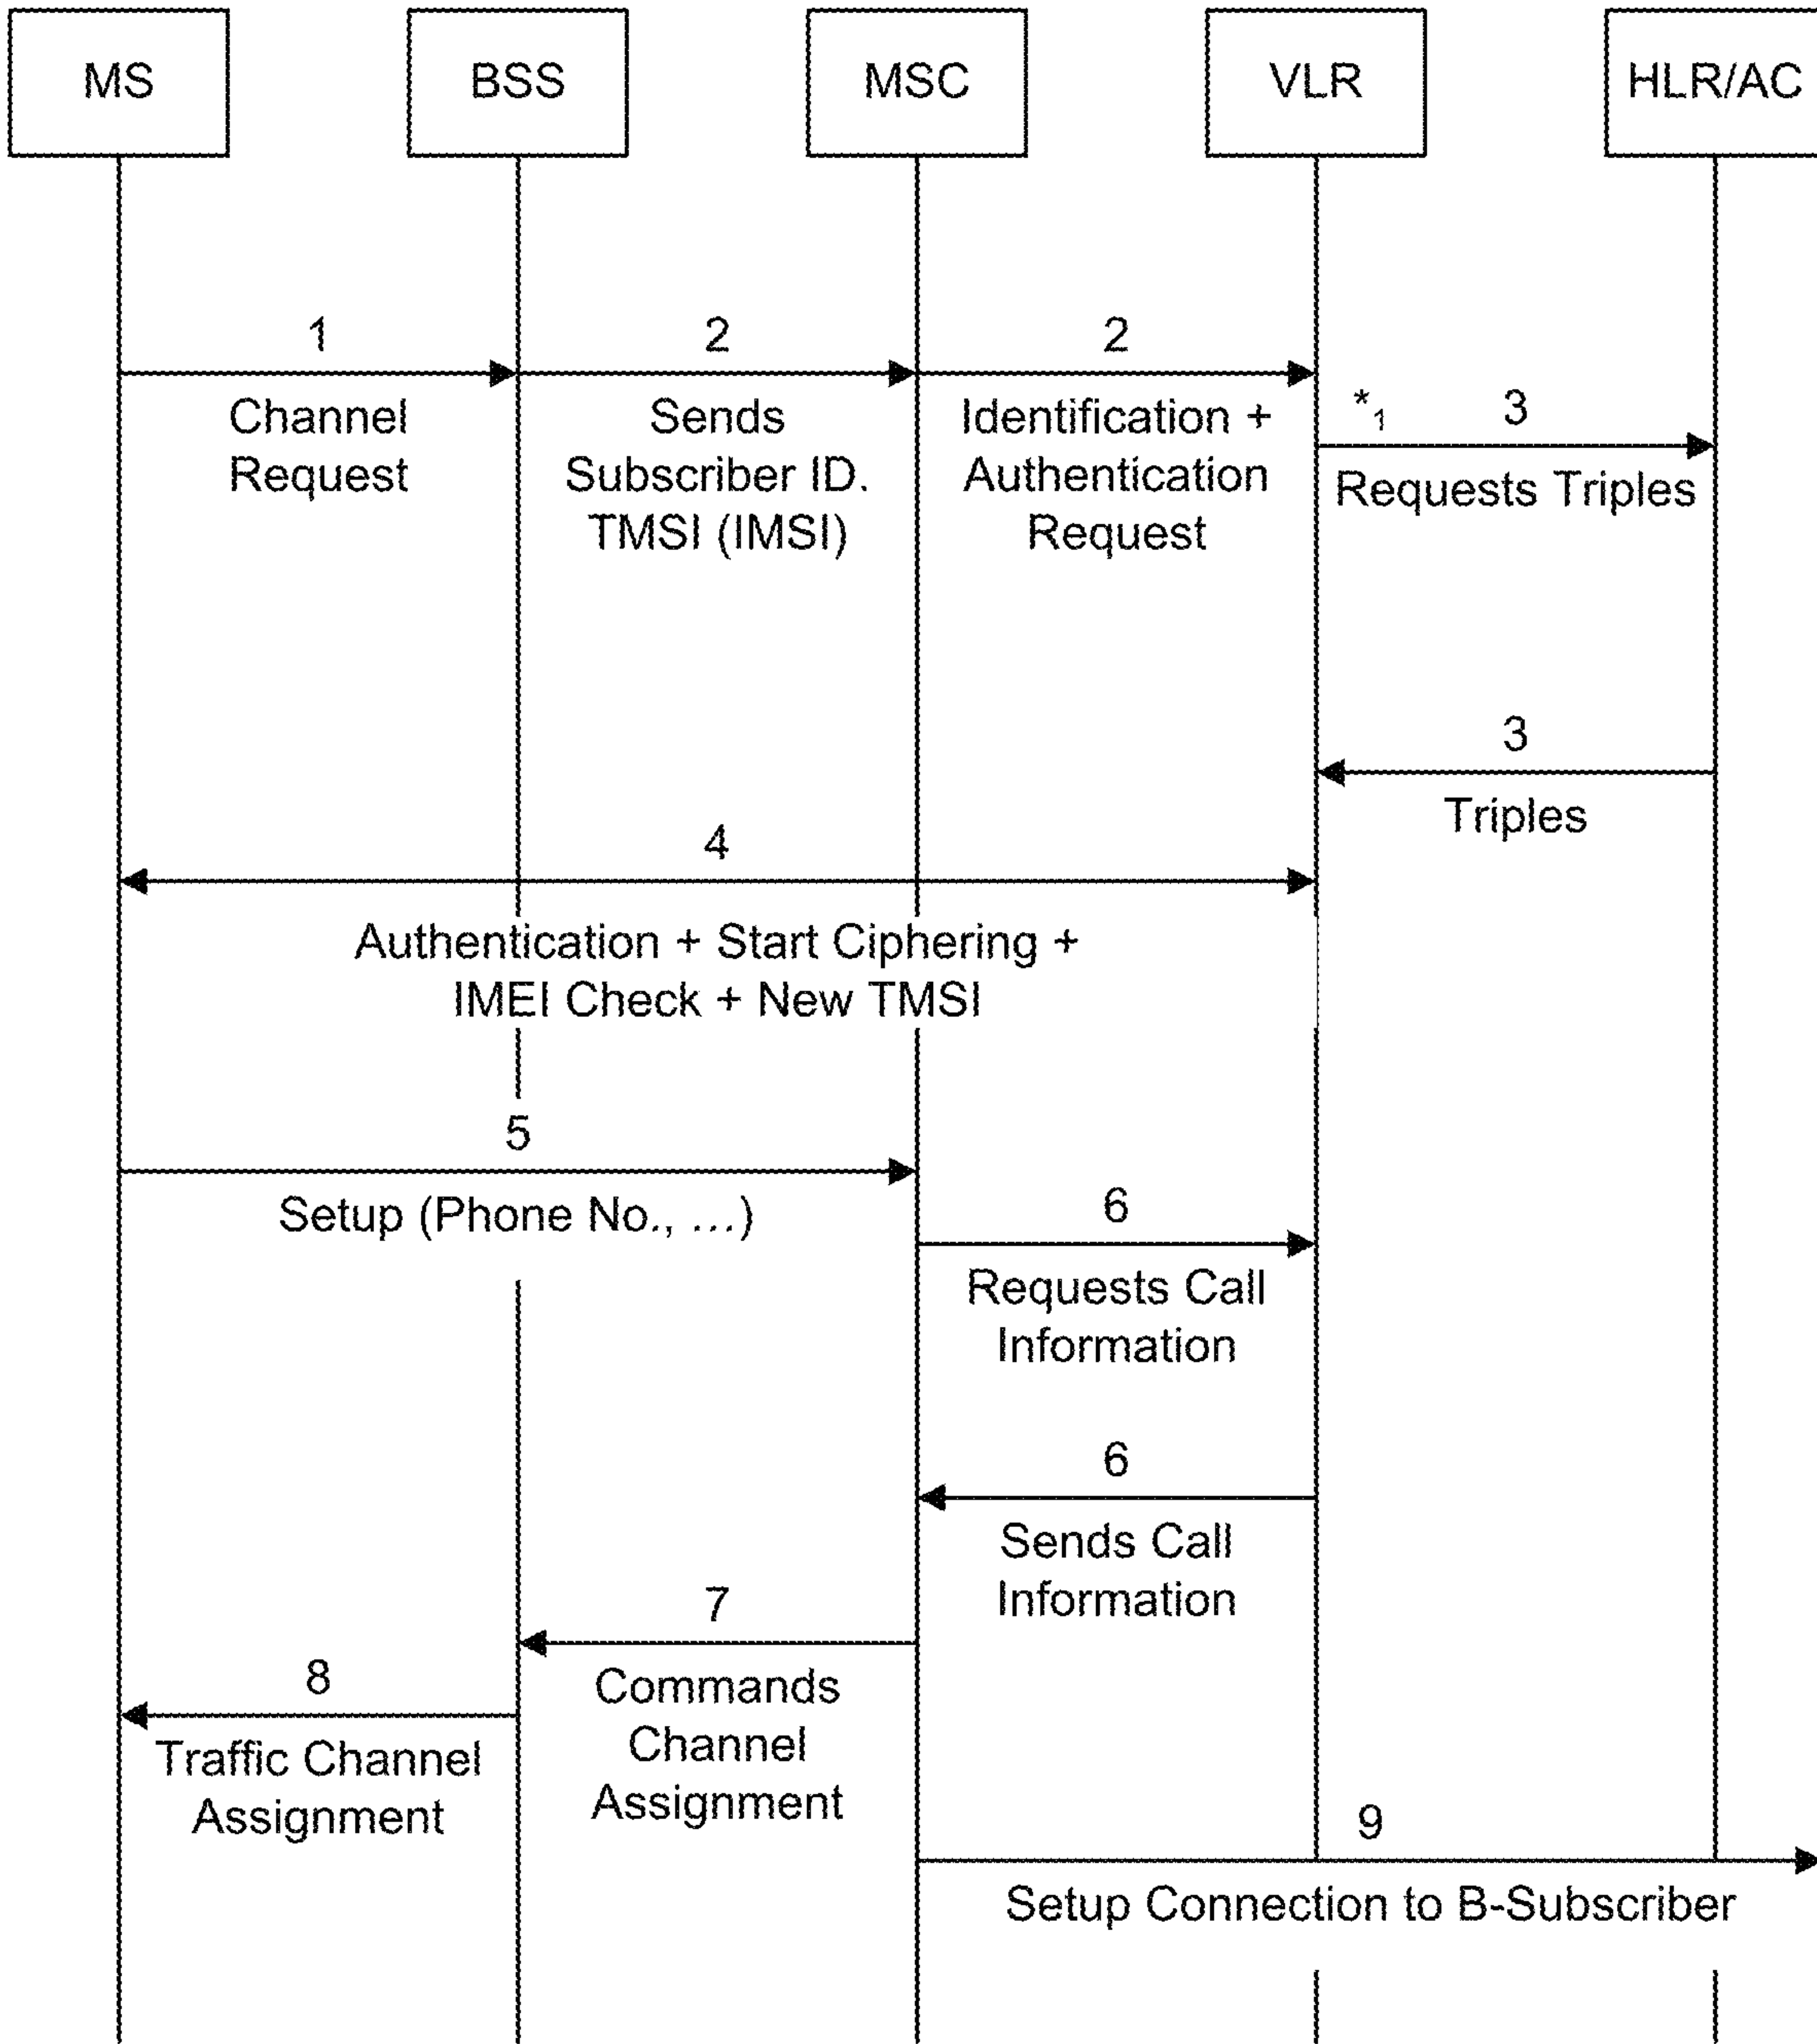 MS
BSS
MSC
VLR
HLR/AC
1
Channel
Request
2
Sends
Subscriber ID.
TMSI (IMSI)
2
Identification +
Authentication
Request
*1
3
Requests Triples
3
Triples
4
Authentication + Start Ciphering +
IMEI Check + New TMSI
5
Setup (Phone No., ...)
6
Requests Call
Information
6
Sends Call
Information
7
Commands
Channel
Assignment
8
Traffic Channel
Assignment
9
Setup Connection to B-Subscriber